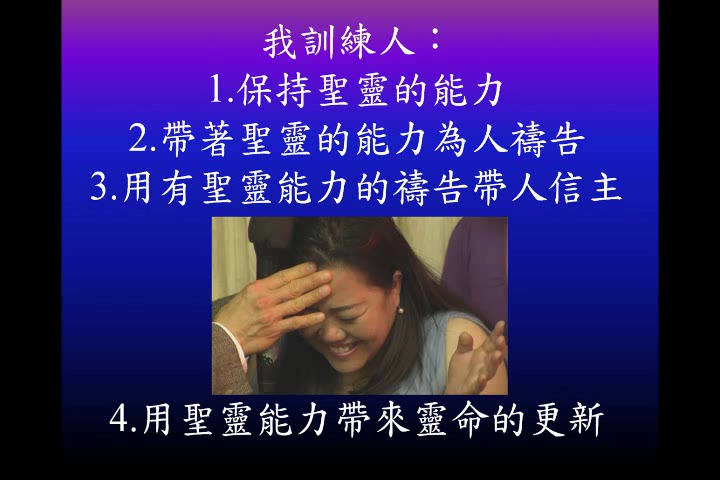 我訓練人：
1.保持聖靈的能力
2.帶著聖靈的能力為人禱告
3.用有聖靈能力的禱告帶人信主
4.用聖靈能力帶來靈命的更新